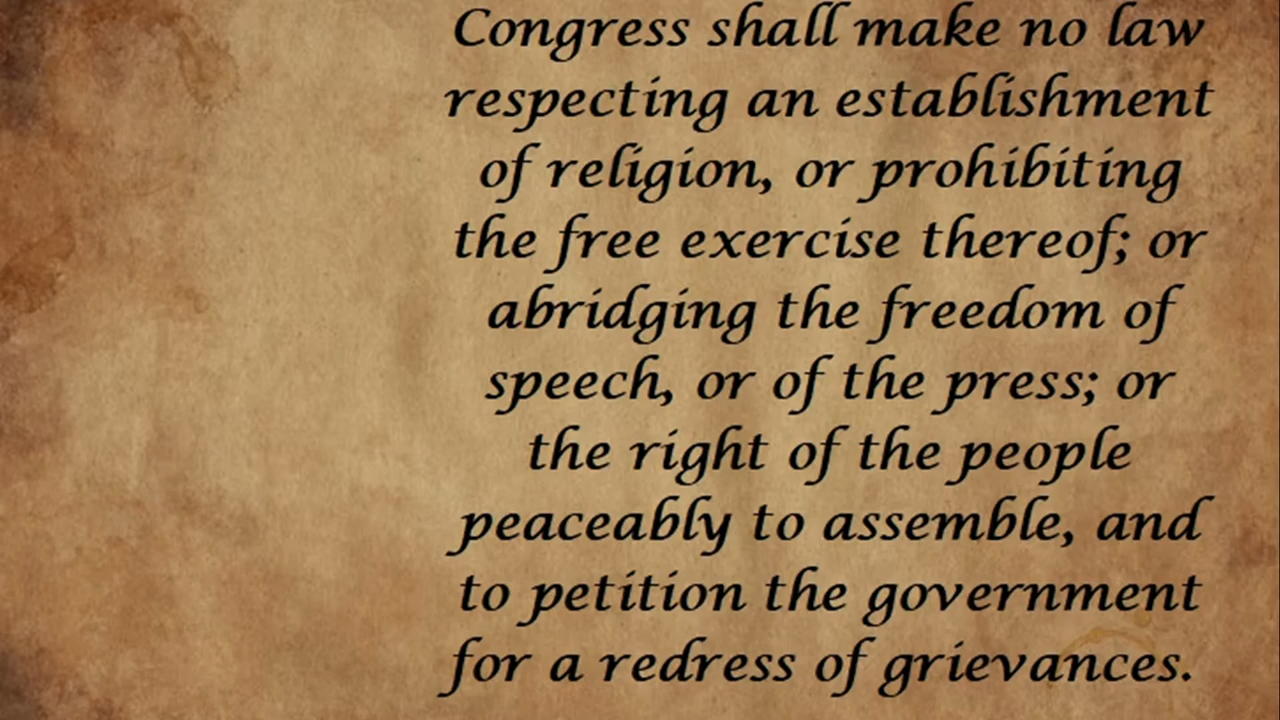 Congress shall make no law
respecting an establishment
of religion, or prohibiting
the free exercise thereof; or
abridging the freedom of
speech, or of the press; or
the right of the people
peaceably to assemble, and
to petition the government
for a redress of grievances.